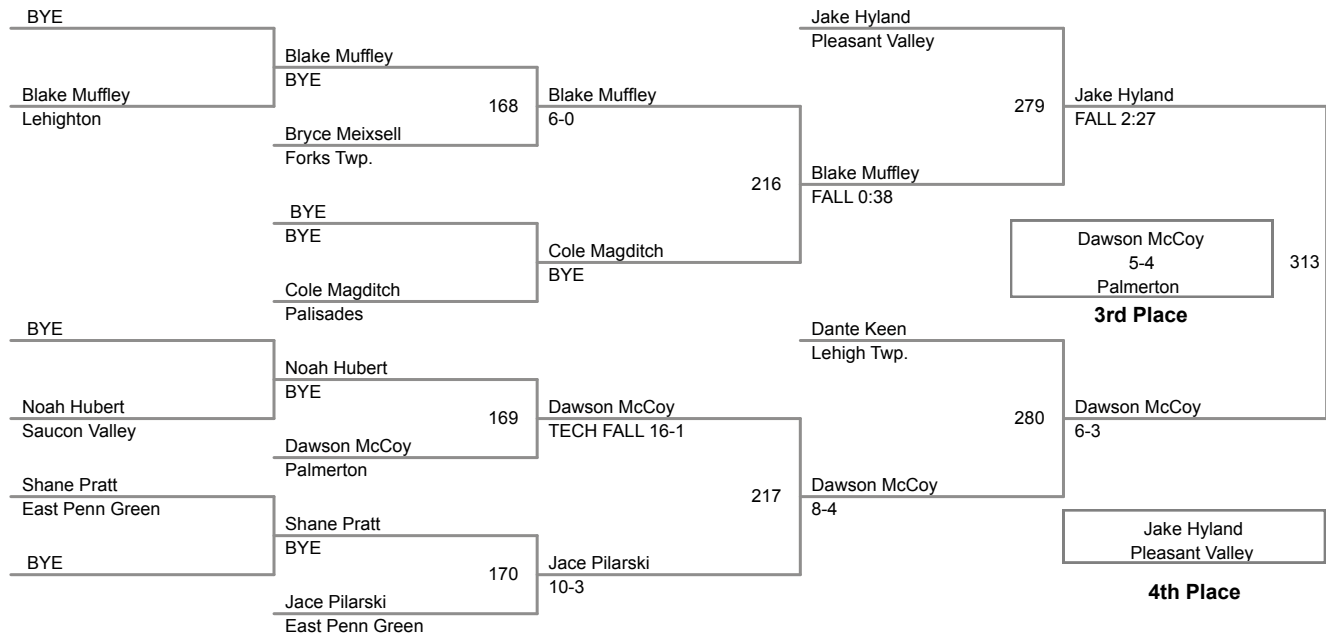 BYE
Blake Muffley
Lehighton
BYE
Noah Hubert
Saucon Valley
Shane Pratt
East Penn Green
BYE
Blake Muffley
BYE
168
Bryce Meixsell
Forks Twp.
BYE
BYE
Cole Magditch
Palisades
Noah Hubert
BYE
169
Dawson McCoy
Palmerton
Shane Pratt
BYE
170
Jace Pilarski
East Penn Green
Blake Muffley
6-0
216
Cole Magditch
BYE
Dawson McCoy
TECH FALL 16-1
217
Jace Pilarski
10-3
Jake Hyland
Pleasant Valley
279
Blake Muffley
FALL 0:38
Dante Keen
Lehigh Twp.
280
Dawson McCoy
8-4
Jake Hyland
FALL 2:27
Dawson McCoy
5-4
Palmerton
313
3rd Place
Dawson McCoy
6-3
Jake Hyland
Pleasant Valley
4th Place